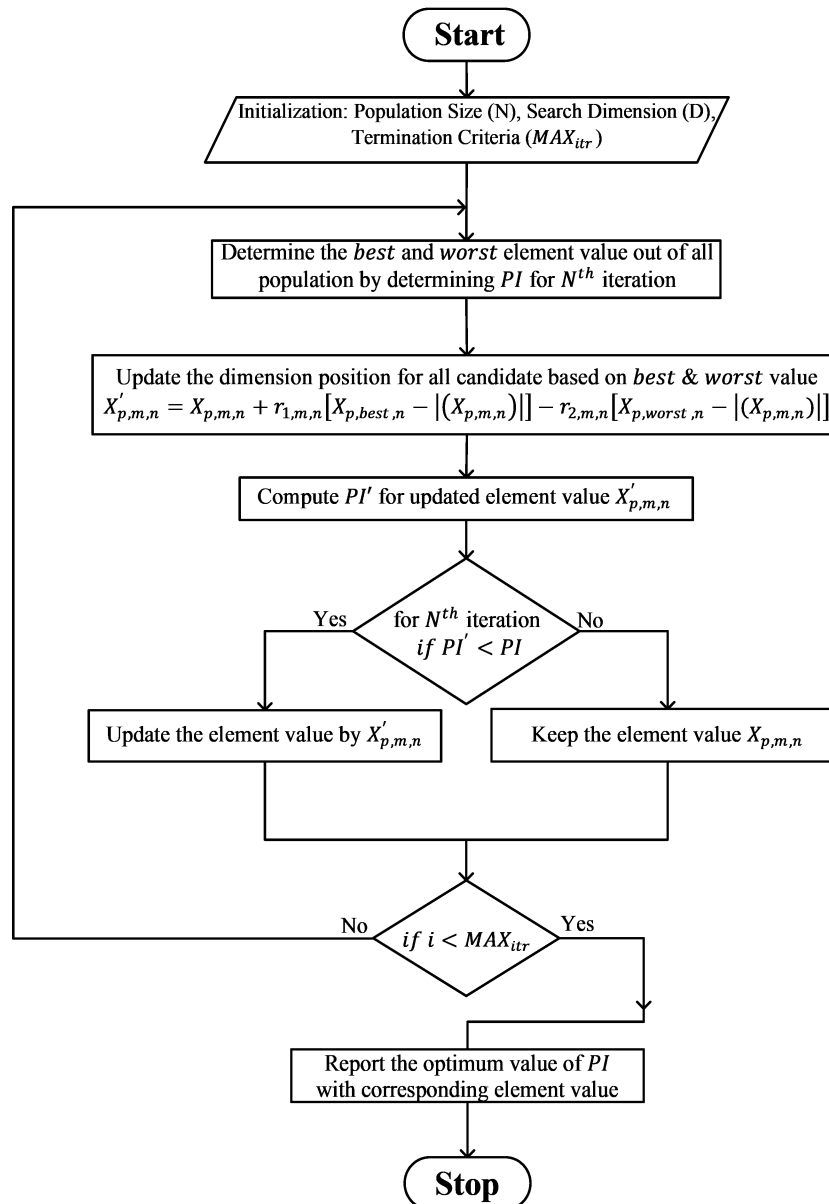 Start
Initialization: Population Size (N), Search Dimension (D),
Termination Criteria (MAX_itr)
Determine the best and worst element value out of all
population by determining PI for N^th iteration
Update the dimension position for all candidate based on best & worst value
X'_p,m,n = X_p,m,n + r_1,m,n[X_p,best,n − |(X_p,m,n)|] − r_2,m,n[X_p,worst,n − |(X_p,m,n)|]
Compute PI' for updated element value X'_p,m,n
Yes
for N^th iteration
if PI' < PI
No
Update the element value by X'_p,m,n
Keep the element value X_p,m,n
No
if i < MAX_itr
Yes
Report the optimum value of PI
with corresponding element value
Stop